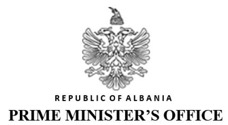 REPUBLIC OF ALBANIA
PRIME MINISTER'S OFFICE